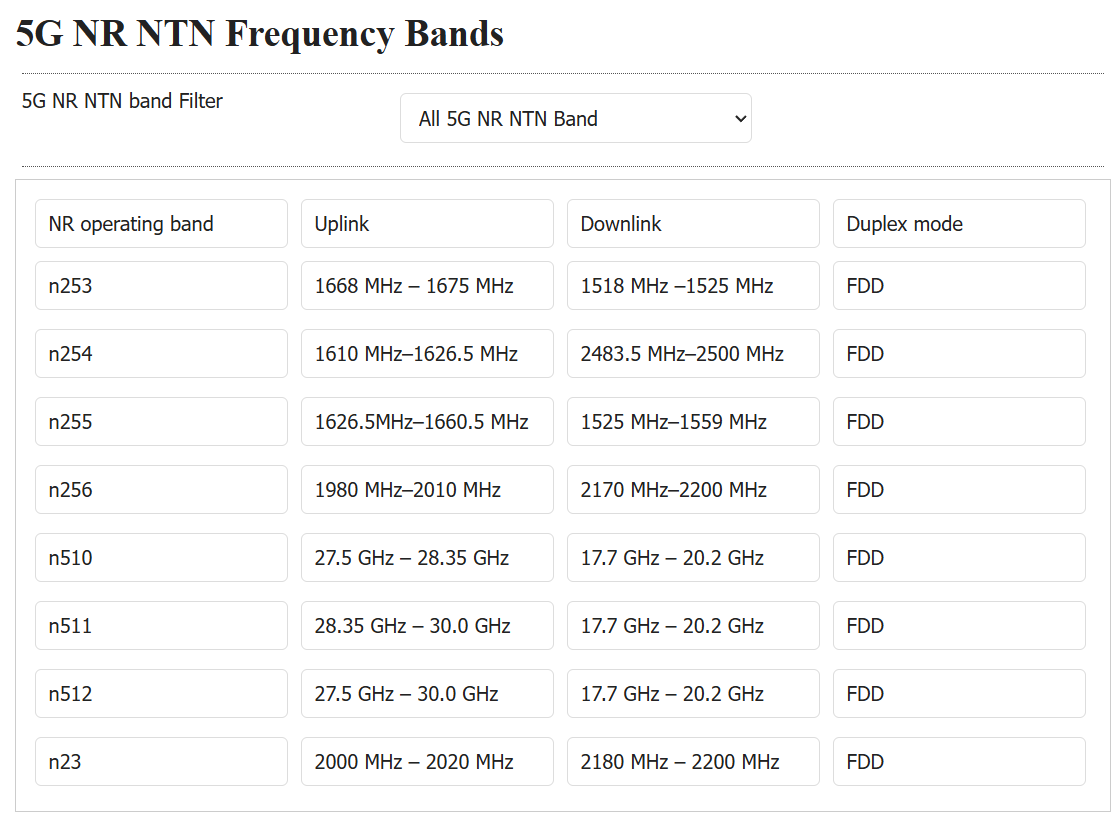 5G NR NTN Frequency Bands
5G NR NTN band Filter
All 5G NR NTN Band
NR operating band Uplink Downlink Duplex mode
n253 1668 MHz – 1675 MHz 1518 MHz –1525 MHz FDD
n254 1610 MHz–1626.5 MHz 2483.5 MHz–2500 MHz FDD
n255 1626.5MHz–1660.5 MHz 1525 MHz–1559 MHz FDD
n256 1980 MHz–2010 MHz 2170 MHz–2200 MHz FDD
n510 27.5 GHz – 28.35 GHz 17.7 GHz – 20.2 GHz FDD
n511 28.35 GHz – 30.0 GHz 17.7 GHz – 20.2 GHz FDD
n512 27.5 GHz – 30.0 GHz 17.7 GHz – 20.2 GHz FDD
n23 2000 MHz – 2020 MHz 2180 MHz – 2200 MHz FDD